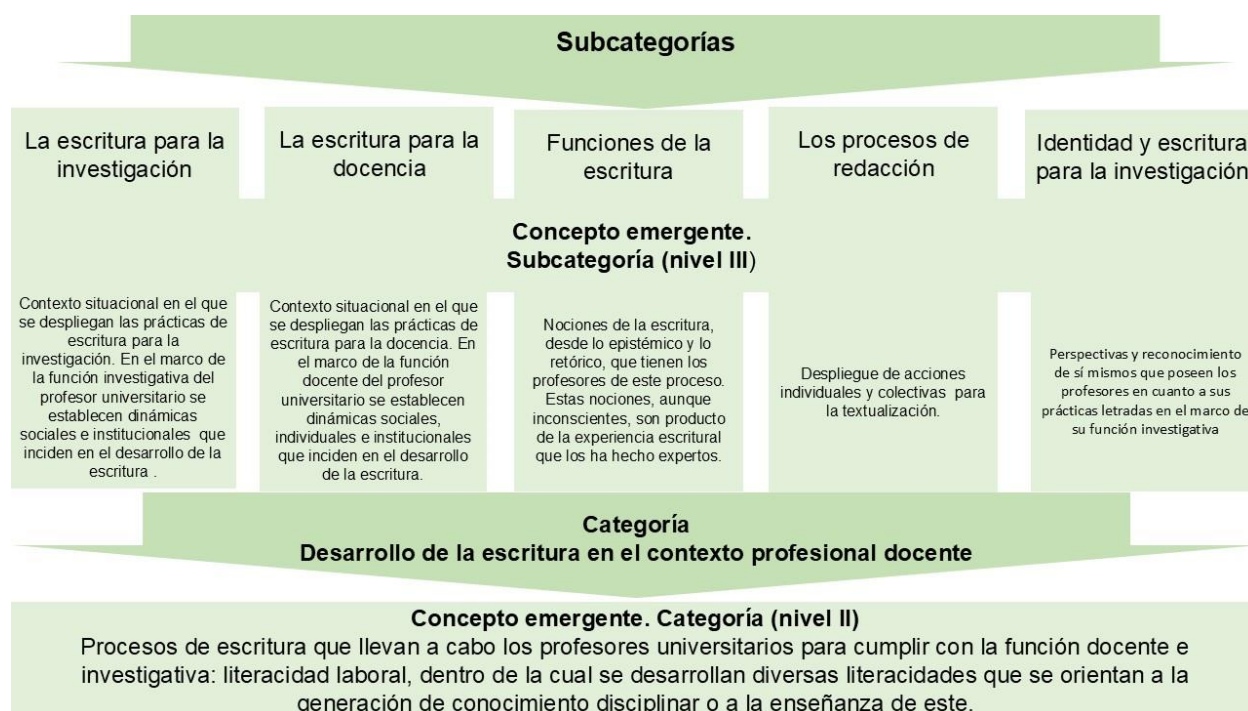 Subcategorías
La escritura para la
investigación
La escritura para la
docencia
Funciones de la
escritura
Los procesos de
redacción
Identidad y escritura
para la investigación
Concepto emergente.
Subcategoría (nivel III)
Contexto situacional en el que
se despliegan las prácticas de
escritura para la
investigación. En el marco de
la función investigativa del
profesor universitario se
establecen dinámicas
sociales e institucionales que
inciden en el desarrollo de la
escritura .
Contexto situacional en el que
se despliegan las prácticas de
escritura para la docencia. En
el marco de la función
docente del profesor
universitario se establecen
dinámicas sociales,
individuales e institucionales
que inciden en el desarrollo
de la escritura.
Nociones de la escritura,
desde lo epistémico y lo
retórico, que tienen los
profesores de este proceso.
Estas nociones, aunque
inconscientes, son producto
de la experiencia escritural
que los ha hecho expertos.
Despliegue de acciones
individuales y colectivas para
la textualización.
Perspectivas y reconocimiento
de sí mismos que poseen los
profesores en cuanto a sus
prácticas letradas en el marco de
su función investigativa
Categoría
Desarrollo de la escritura en el contexto profesional docente
Concepto emergente. Categoría (nivel II)
Procesos de escritura que llevan a cabo los profesores universitarios para cumplir con la función docente e
investigativa: literacidad laboral, dentro de la cual se desarrollan diversas literacidades que se orientan a la
generación de conocimiento disciplinar o a la enseñanza de este.